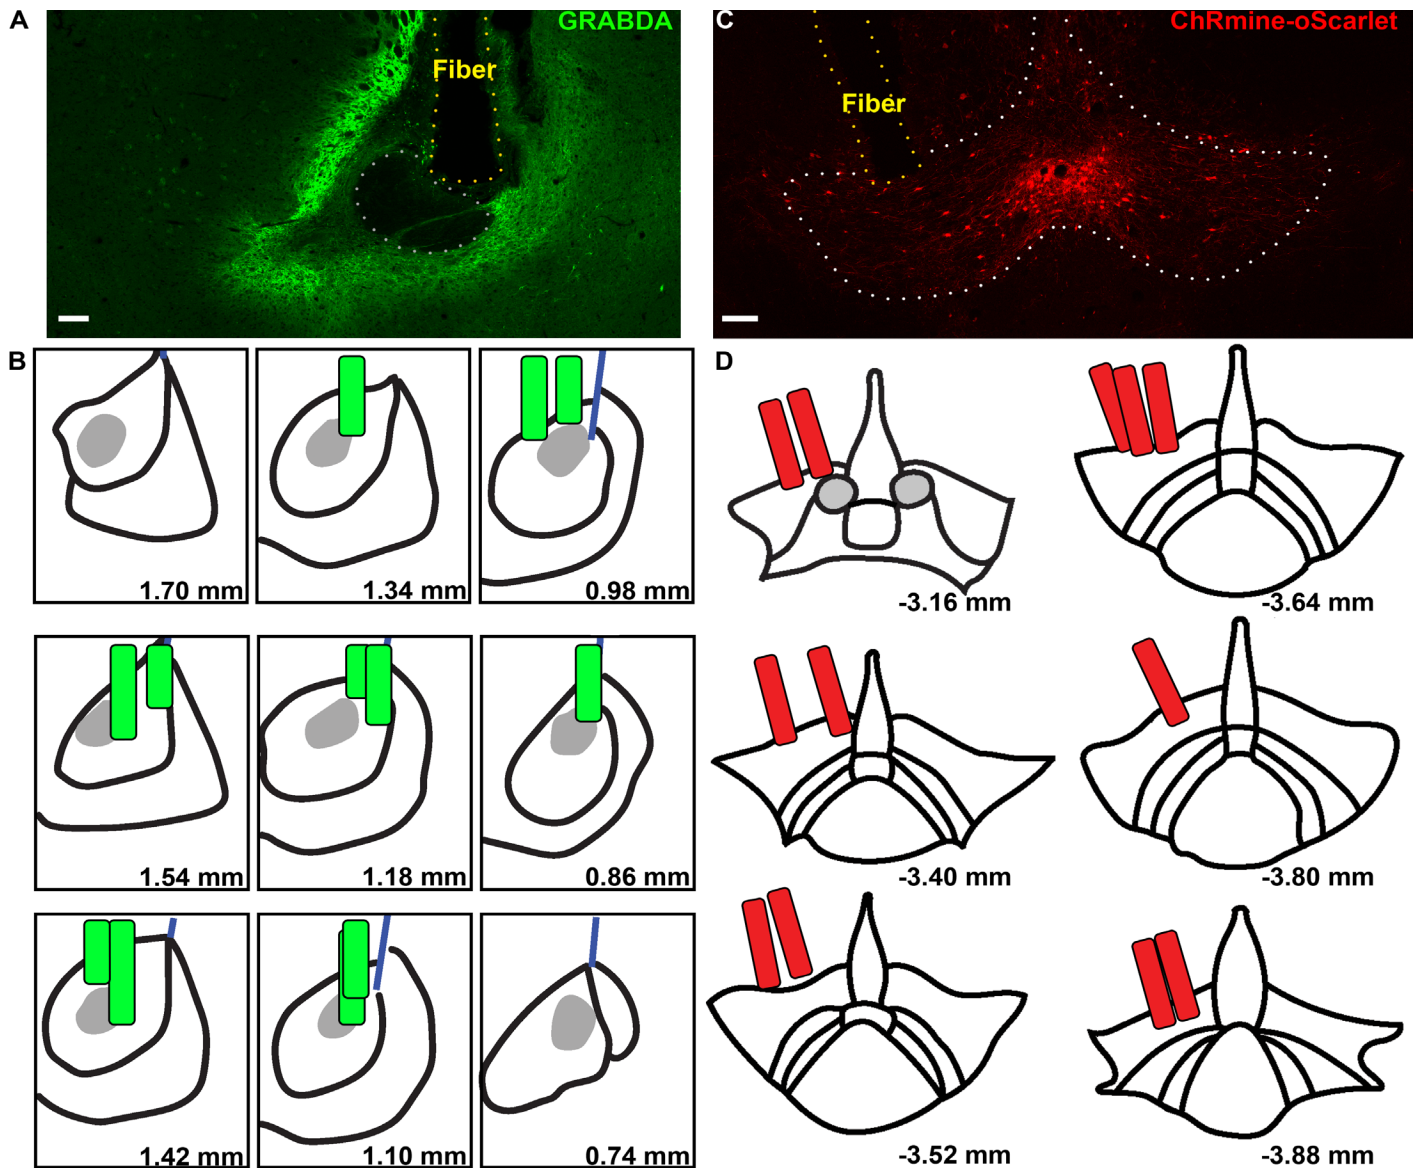 A
GRABDA
Fiber
C
ChRmine-oScarlet
Fiber
B
1.70 mm
1.34 mm
0.98 mm
1.54 mm
1.18 mm
0.86 mm
1.42 mm
1.10 mm
0.74 mm
D
-3.16 mm
-3.64 mm
-3.40 mm
-3.80 mm
-3.52 mm
-3.88 mm